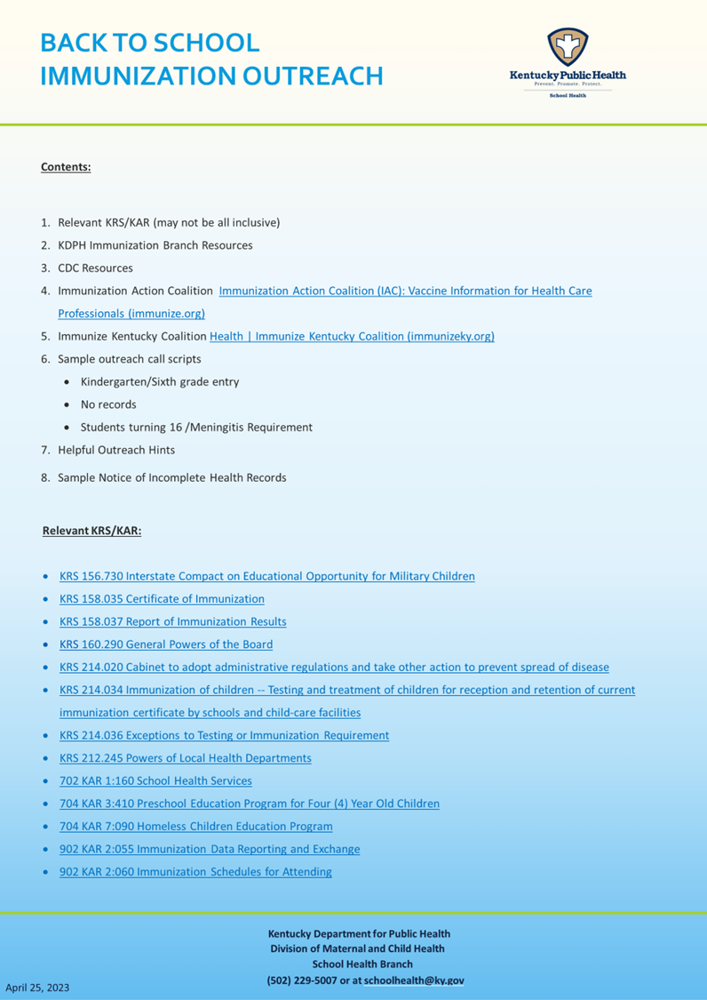 BACK TO SCHOOL
IMMUNIZATION OUTREACH
Kentucky Public Health
Prevent. Promote. Protect.
School Health
Contents:
1. Relevant KRS/KAR (may not be all inclusive)
2. KDPH Immunization Branch Resources
3. CDC Resources
4. Immunization Action Coalition Immunization Action Coalition (IAC): Vaccine Information for Health Care
Professionals (immunize.org)
5. Immunize Kentucky Coalition Health | Immunize Kentucky Coalition (immunizeky.org)
6. Sample outreach call scripts
• Kindergarten/Sixth grade entry
• No records
• Students turning 16 /Meningitis Requirement
7. Helpful Outreach Hints
8. Sample Notice of Incomplete Health Records
Relevant KRS/KAR:
• KRS 156.730 Interstate Compact on Educational Opportunity for Military Children
• KRS 158.035 Certificate of Immunization
• KRS 158.037 Report of Immunization Results
• KRS 160.290 General Powers of the Board
• KRS 214.020 Cabinet to adopt administrative regulations and take other action to prevent spread of disease
• KRS 214.034 Immunization of children -- Testing and treatment of children for reception and retention of current
immunization certificate by schools and child-care facilities
• KRS 214.036 Exceptions to Testing or Immunization Requirement
• KRS 212.245 Powers of Local Health Departments
• 702 KAR 1:160 School Health Services
• 704 KAR 3:410 Preschool Education Program for Four (4) Year Old Children
• 704 KAR 7:090 Homeless Children Education Program
• 902 KAR 2:055 Immunization Data Reporting and Exchange
• 902 KAR 2:060 Immunization Schedules for Attending
Kentucky Department for Public Health
Division of Maternal and Child Health
School Health Branch
(502) 229-5007 or at schoolhealth@ky.gov
April 25, 2023